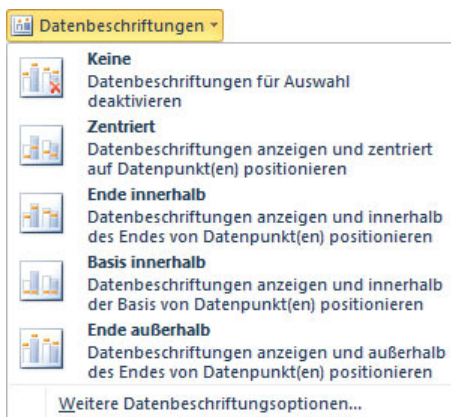 Datenbeschriftungen
Keine
Datenbeschriftungen für Auswahl
deaktivieren
Zentriert
Datenbeschriftungen anzeigen und zentriert
auf Datenpunkt(en) positionieren
Ende innerhalb
Datenbeschriftungen anzeigen und innerhalb
des Endes von Datenpunkt(en) positionieren
Basis innerhalb
Datenbeschriftungen anzeigen und innerhalb
der Basis von Datenpunkt(en) positionieren
Ende außerhalb
Datenbeschriftungen anzeigen und außerhalb
des Endes von Datenpunkt(en) positionieren
Weitere Datenbeschriftungsoptionen...